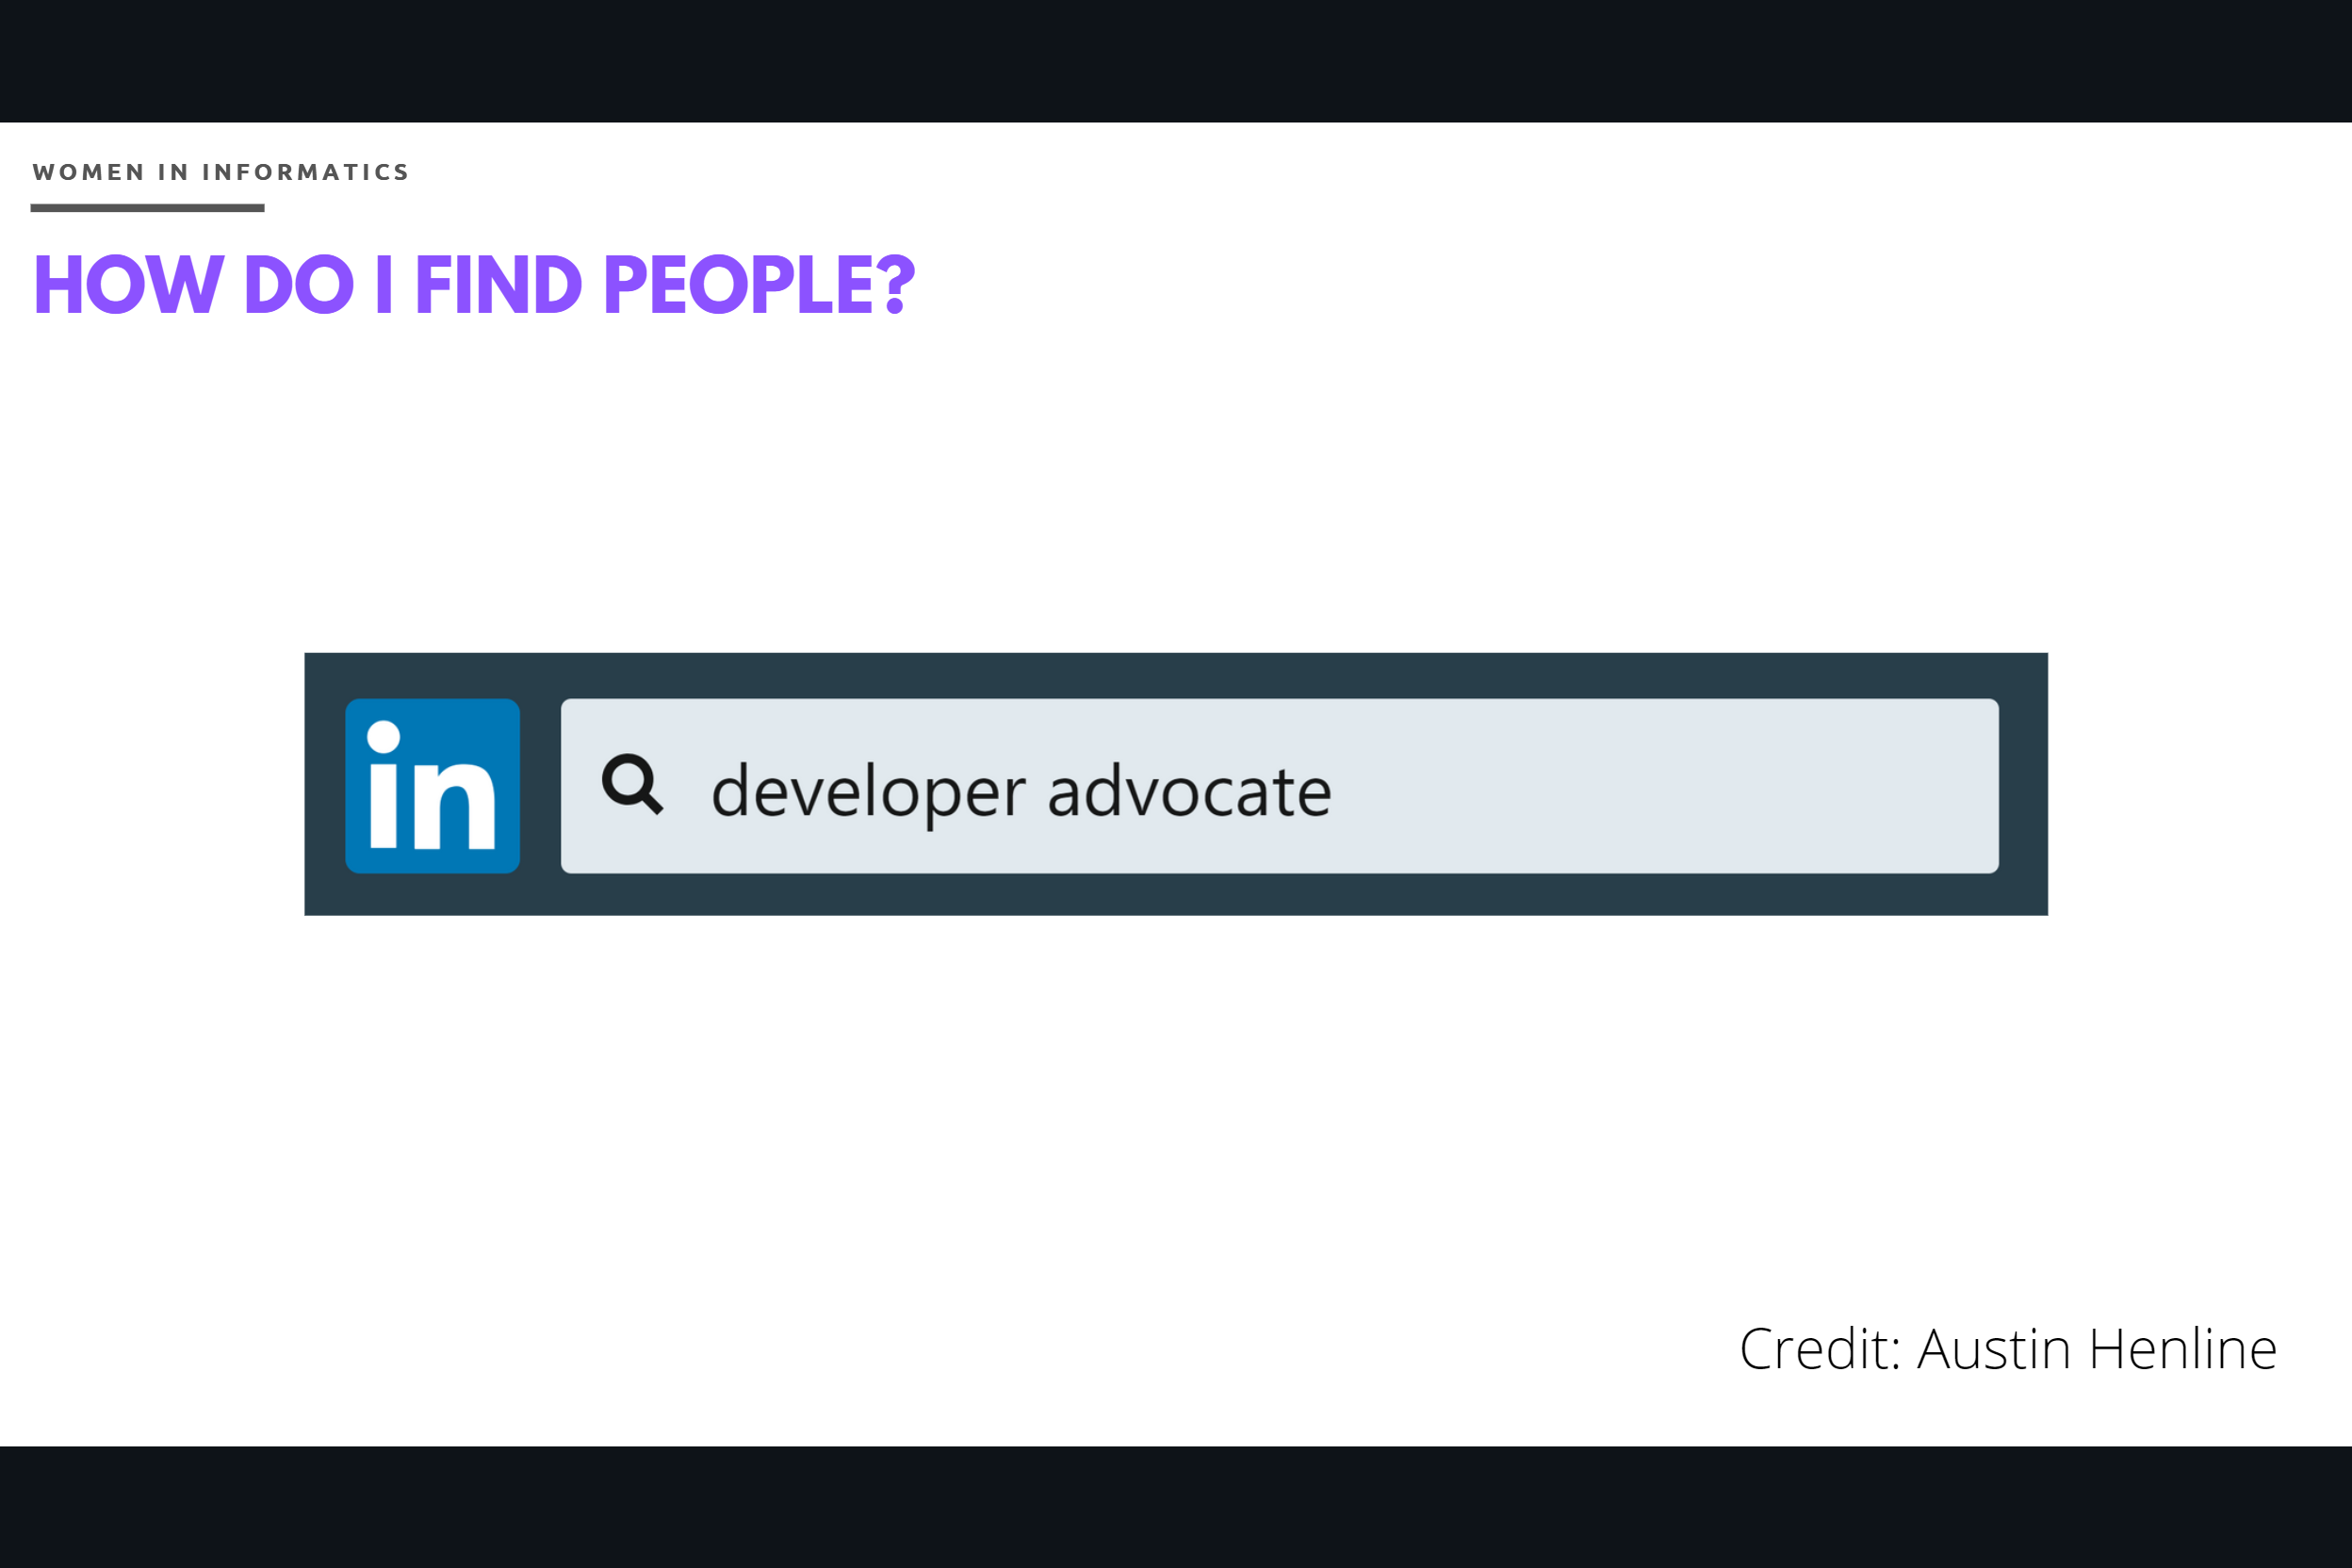 WOMEN IN INFORMATICS
HOW DO I FIND PEOPLE?
in
developer advocate
Credit: Austin Henline